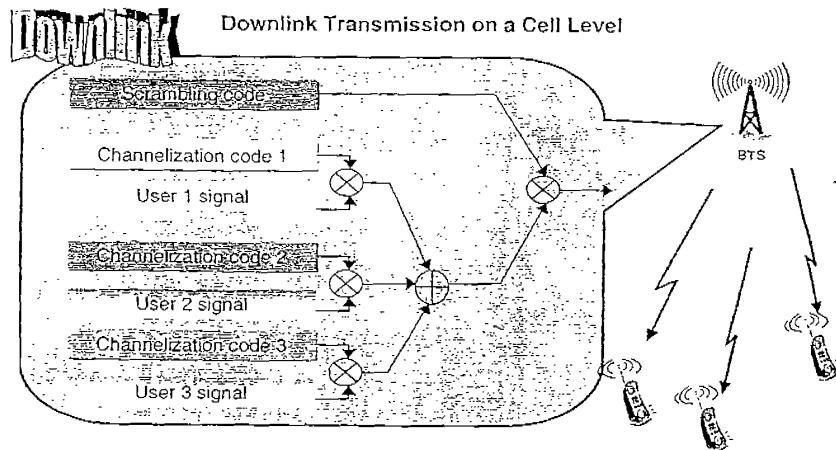 Downlink
Downlink Transmission on a Cell Level
Scrambling code
Channelization code 1
User 1 signal
Channelization code 2
User 2 signal
Channelization code 3
User 3 signal
BTS